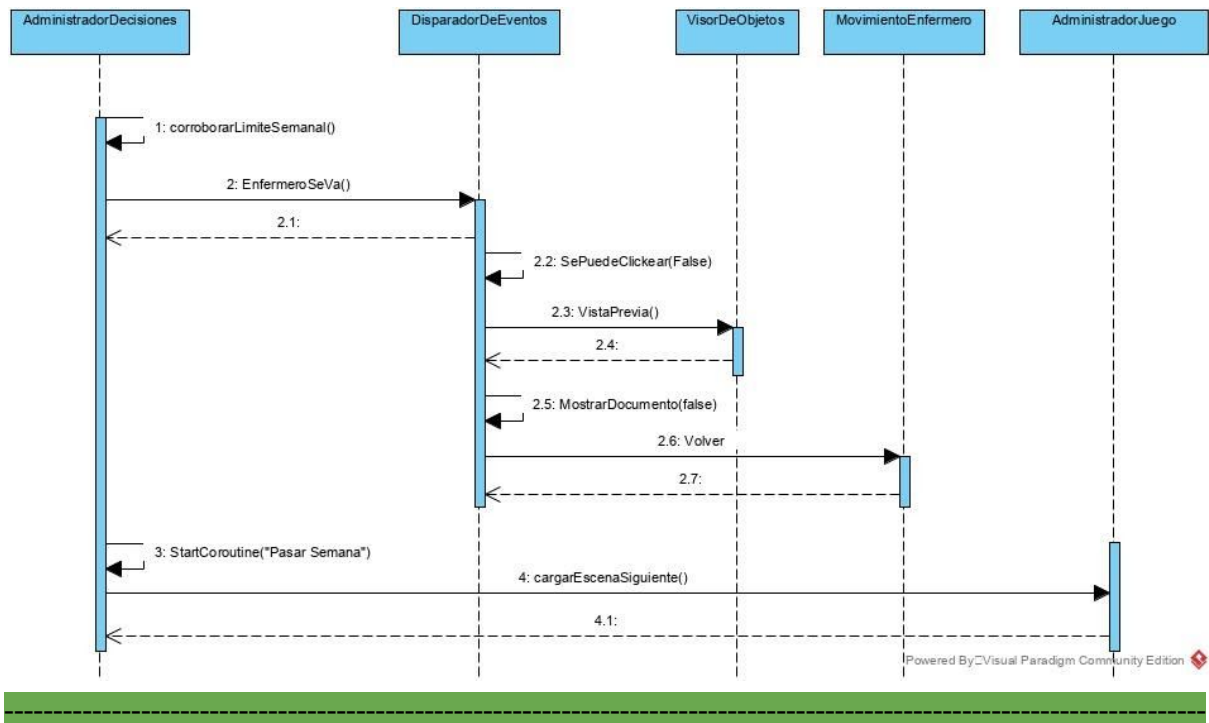 AdministradorDecisiones
DisparadorDeEventos
VisorDeObjetos
MovimientoEnfermero
AdministradorJuego
1: corroborarLimiteSemanal()
2: EnfermeroSeVa()
2.1:
2.2: SePuedeClickear(False)
2.3: VistaPrevia()
2.4:
2.5: MostrarDocumento(false)
2.6: Volver
2.7:
3: StartCoroutine("Pasar Semana")
4: cargarEscenaSiguiente()
4.1:
Powered By Visual Paradigm Community Edition